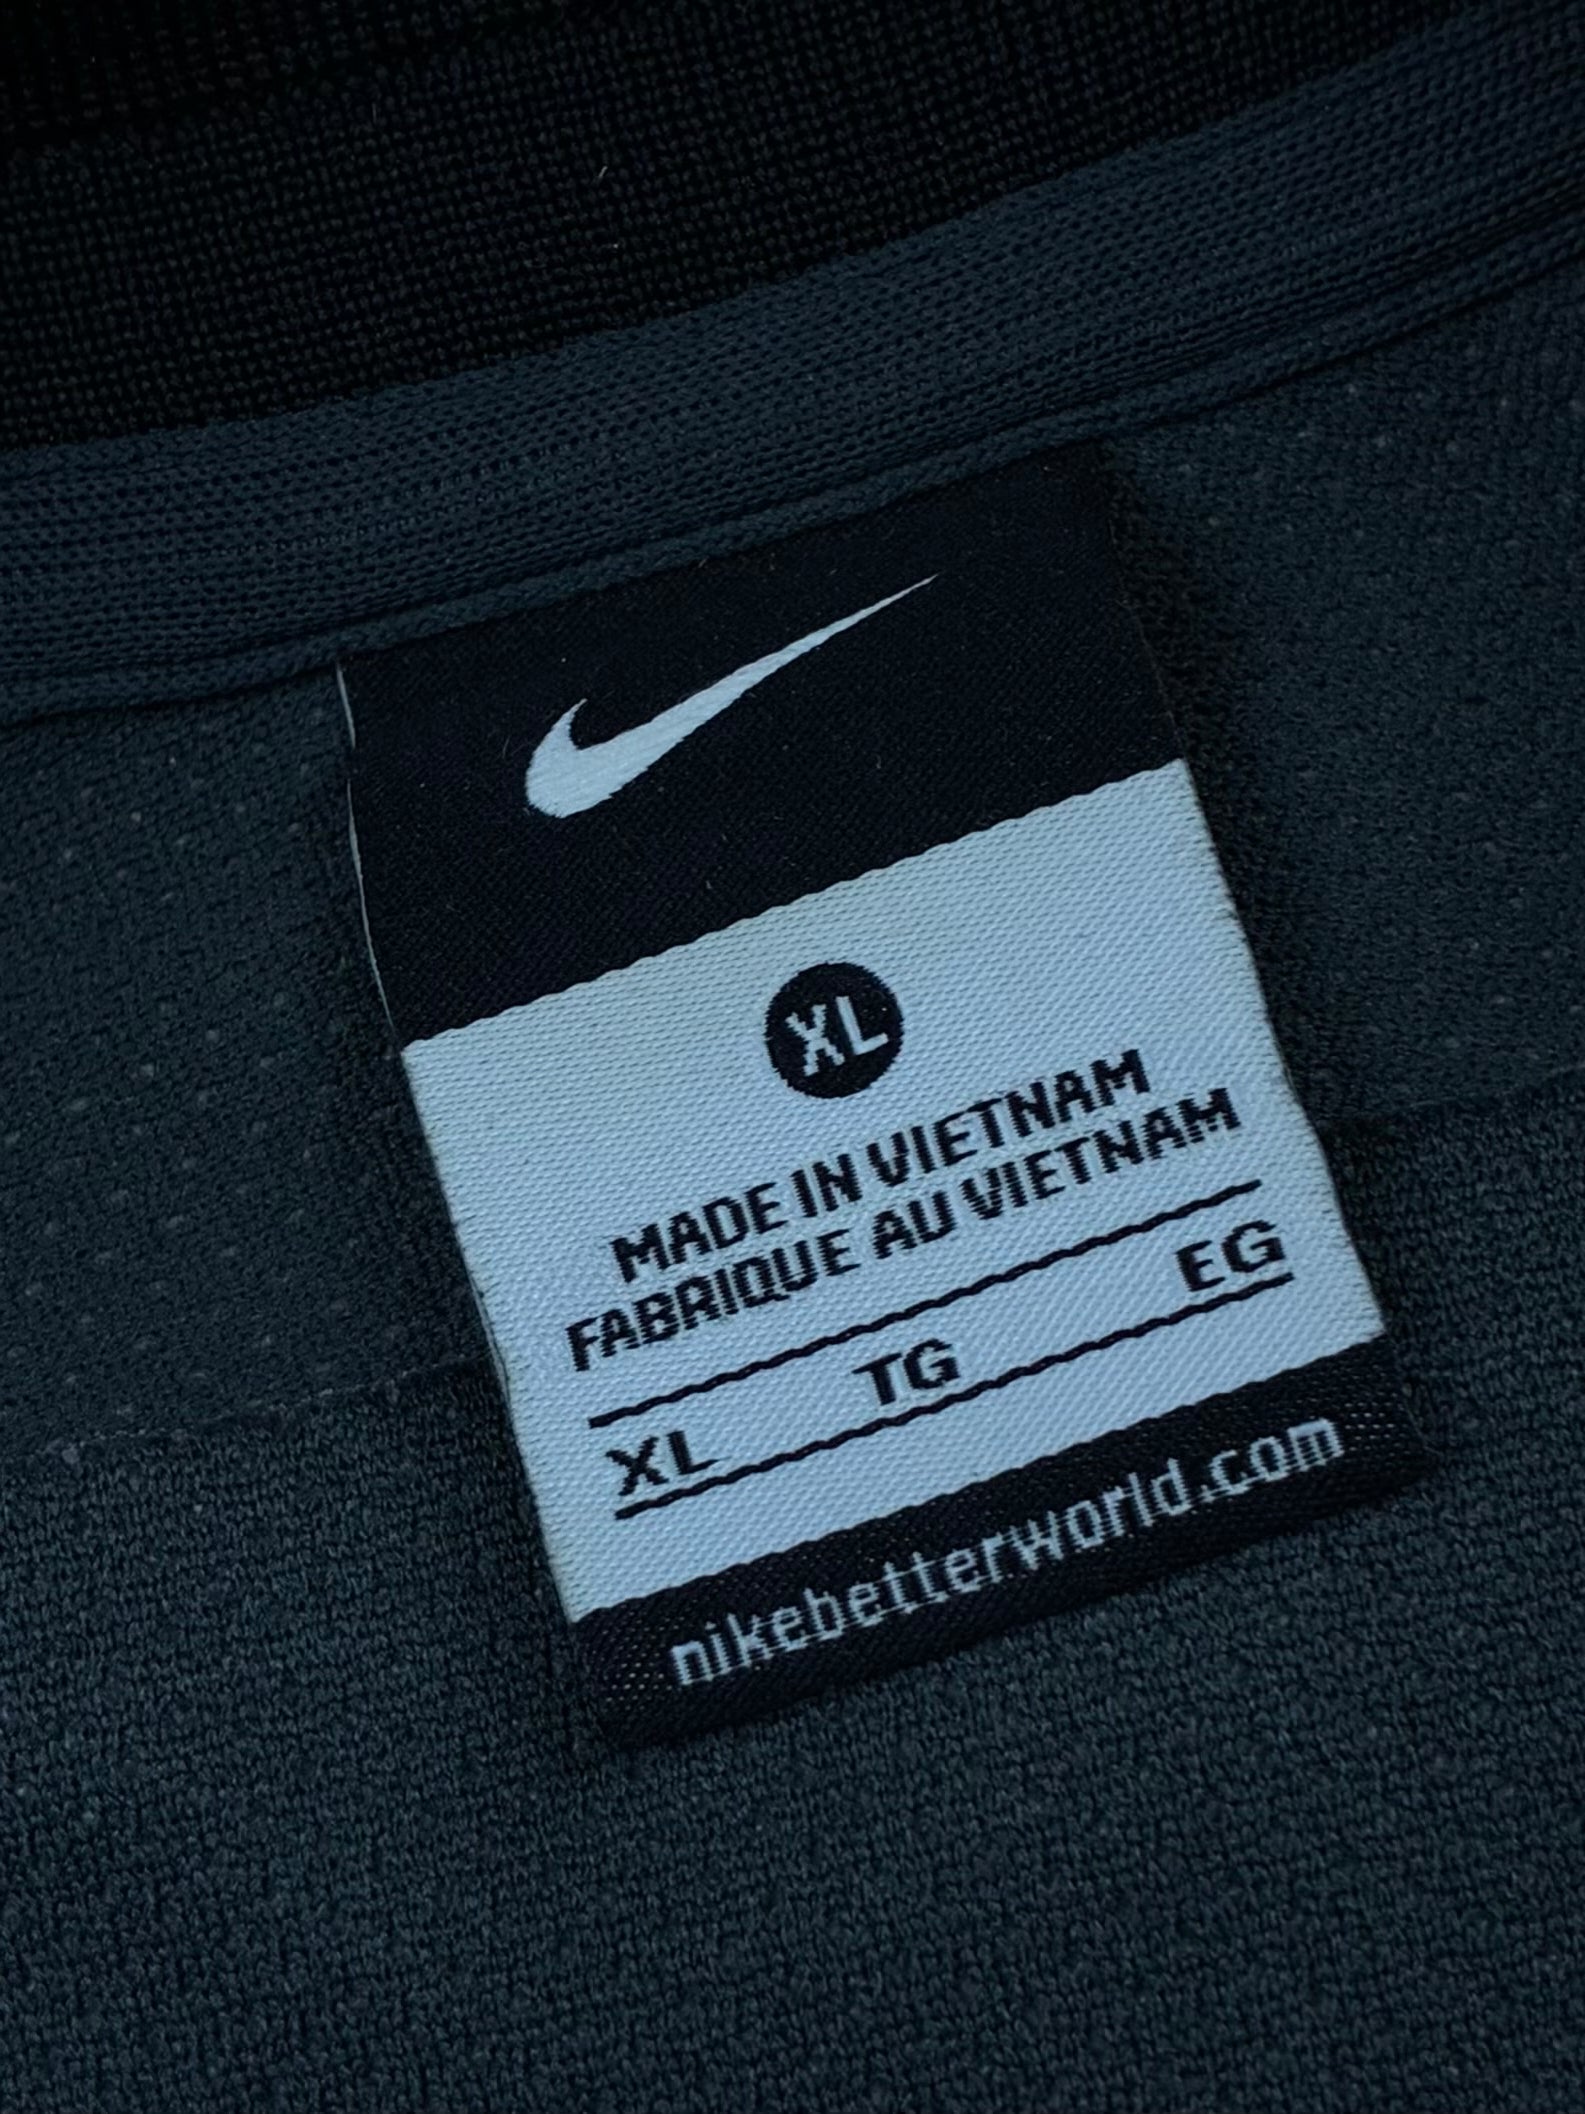 XL
MADE IN VIETNAM
FABRIQUE AU VIETNAM
XL TG EG
nikebetterworld.com